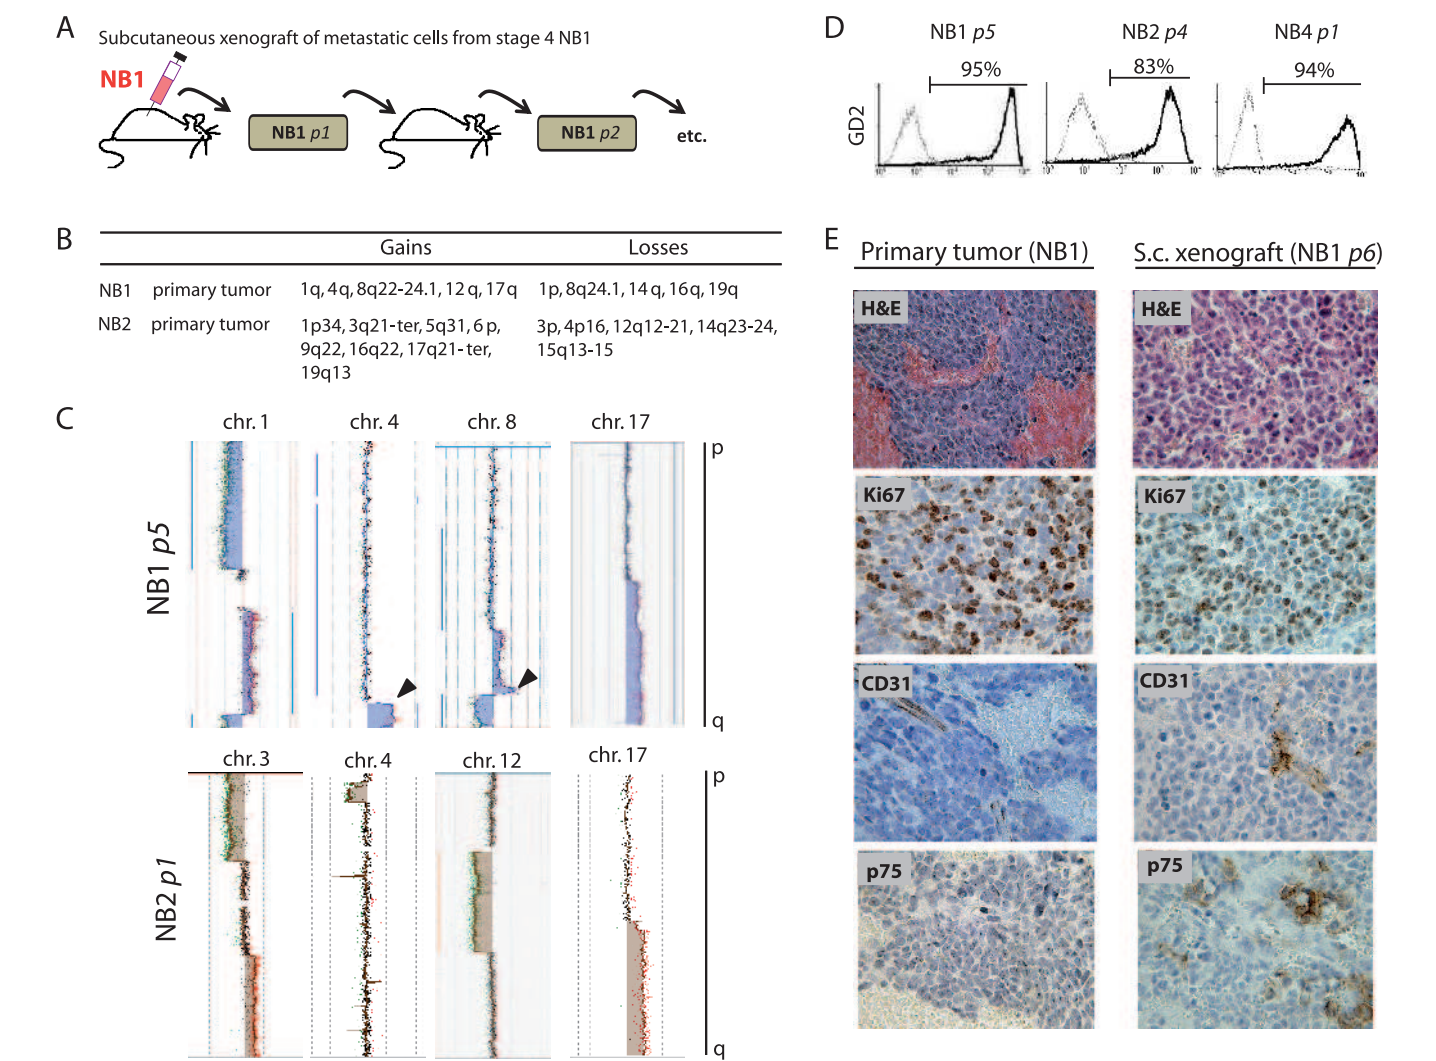 A
Subcutaneous xenograft of metastatic cells from stage 4 NB1
NB1
NB1 p1
NB1 p2
etc.
B
Gains Losses
NB1 primary tumor 1q, 4q, 8q22-24.1, 12 q, 17q 1p, 8q24.1, 14 q, 16q, 19q
NB2 primary tumor 1p34, 3q21-ter, 5q31, 6 p, 3p, 4p16, 12q12-21, 14q23-24,
9q22, 16q22, 17q21-ter, 15q13-15
19q13
C
chr. 1 chr. 4 chr. 8 chr. 17
NB1 p5
p
q
chr. 3 chr. 4 chr. 12 chr. 17
NB2 p1
p
q
D
NB1 p5 NB2 p4 NB4 p1
95% 83% 94%
GD2
E
Primary tumor (NB1) S.c. xenograft (NB1 p6)
H&E H&E
Ki67 Ki67
CD31 CD31
p75 p75